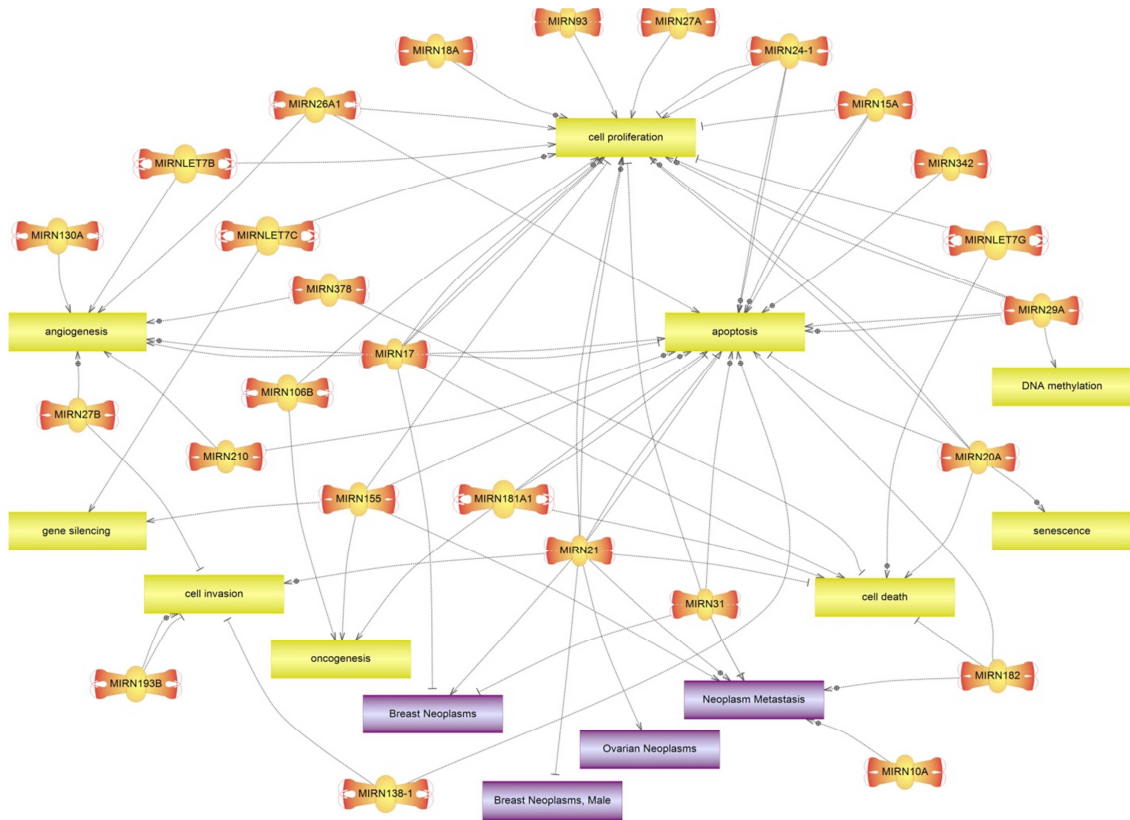 MIRN93
MIRN27A
MIRN18A
MIRN24-1
MIRN26A1
MIRN15A
cell proliferation
MIRNLET7B
MIRN342
MIRN130A
MIRNLET7C
MIRNLET7G
MIRN378
MIRN29A
angiogenesis
apoptosis
MIRN17
DNA methylation
MIRN106B
MIRN27B
MIRN210
MIRN20A
MIRN155
MIRN181A1
gene silencing
senescence
MIRN21
cell invasion
cell death
MIRN31
oncogenesis
MIRN193B
MIRN182
Neoplasm Metastasis
Breast Neoplasms
Ovarian Neoplasms
MIRN10A
MIRN138-1
Breast Neoplasms, Male